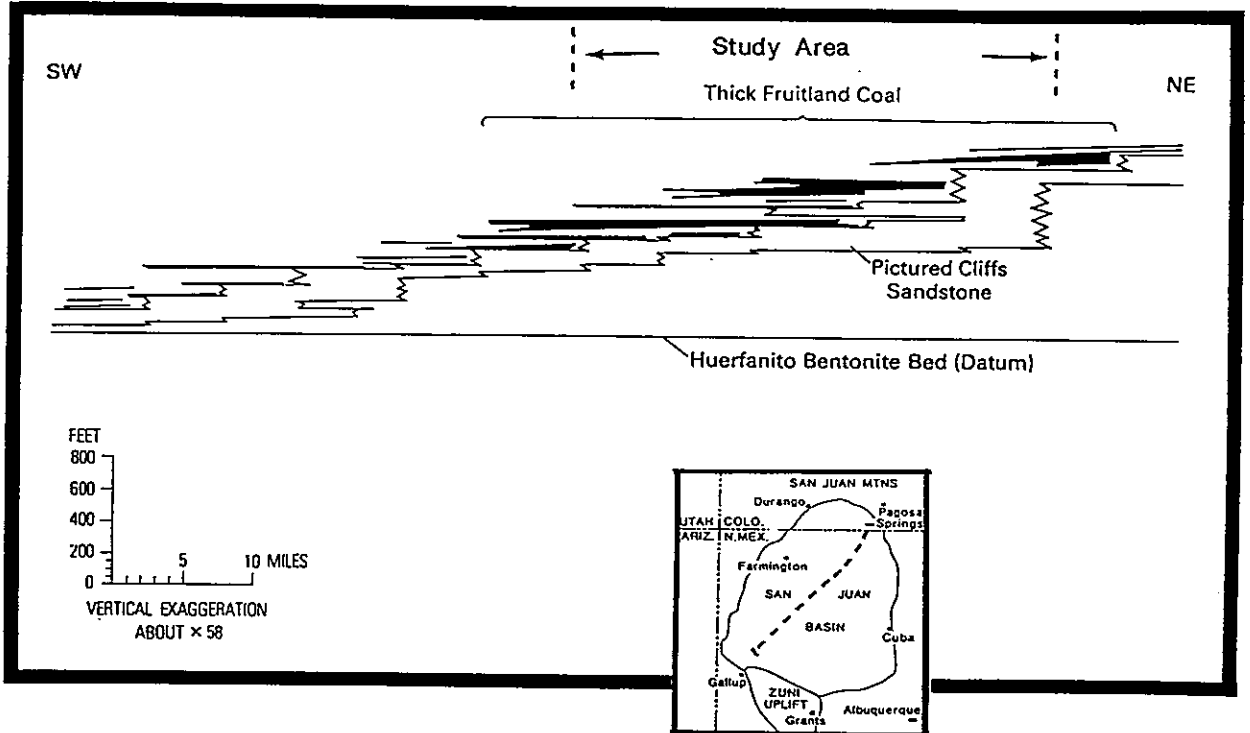 Study Area
SW
NE
Thick Fruitland Coal
Pictured Cliffs
Sandstone
Huerfanito Bentonite Bed (Datum)
FEET
800
600
400
200
0
5
10 MILES
VERTICAL EXAGGERATION
ABOUT × 58
SAN JUAN MTNS
Durango
Pagosa
Springs
UTAH COLO.
ARIZ. N.MEX.
Farmington
SAN JUAN
BASIN
Cuba
Gallup
ZUNI
UPLIFT
Grants
Albuquerque